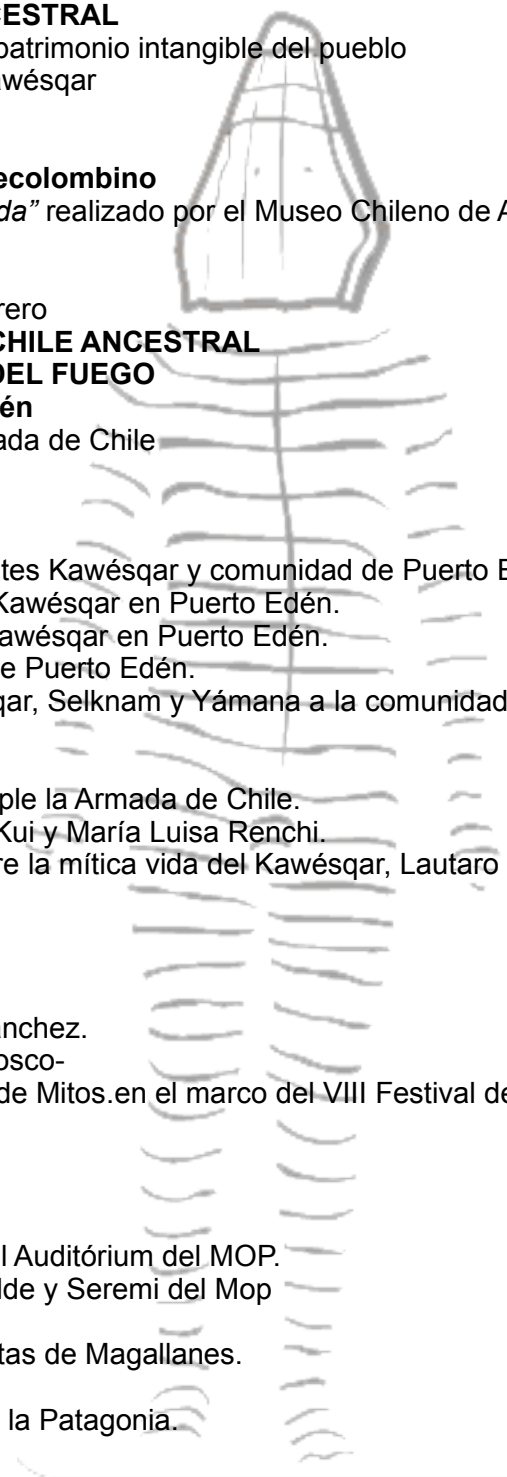 CESTRAL
patrimonio intangible del pueblo
wésqar
ecolombino
da” realizado por el Museo Chileno de A
rero
CHILE ANCESTRAL
DEL FUEGO
én
ada de Chile
tes Kawésqar y comunidad de Puerto E
Kawésqar en Puerto Edén.
awésqar en Puerto Edén.
e Puerto Edén.
qar, Selknam y Yámana a la comunidad
ple la Armada de Chile.
Kui y María Luisa Renchi.
re la mítica vida del Kawésqar, Lautaro
ánchez.
osco-
de Mitos.en el marco del VIII Festival de
l Auditórium del MOP.
lde y Seremi del Mop
tas de Magallanes.
la Patagonia.